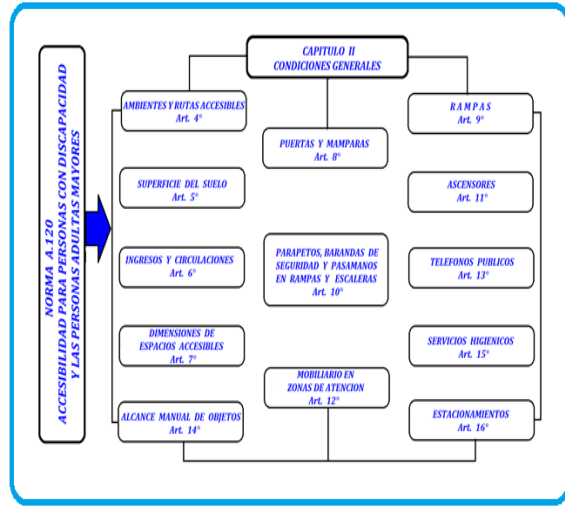 NORMA A.120
ACCESIBILIDAD PARA PERSONAS CON DISCAPACIDAD
Y LAS PERSONAS ADULTAS MAYORES
CAPITULO II
CONDICIONES GENERALES
AMBIENTES Y RUTAS ACCESIBLES
Art. 4°
SUPERFICIE DEL SUELO
Art. 5°
INGRESOS Y CIRCULACIONES
Art. 6°
DIMENSIONES DE
ESPACIOS ACCESIBLES
Art. 7°
ALCANCE MANUAL DE OBJETOS
Art. 14°
PUERTAS Y MAMPARAS
Art. 8°
PARAPETOS, BARANDAS DE
SEGURIDAD Y PASAMANOS
EN RAMPAS Y ESCALERAS
Art. 10°
MOBILIARIO EN
ZONAS DE ATENCION
Art. 12°
R A M P A S
Art. 9°
ASCENSORES
Art. 11°
TELEFONOS PUBLICOS
Art. 13°
SERVICIOS HIGIENICOS
Art. 15°
ESTACIONAMIENTOS
Art. 16°